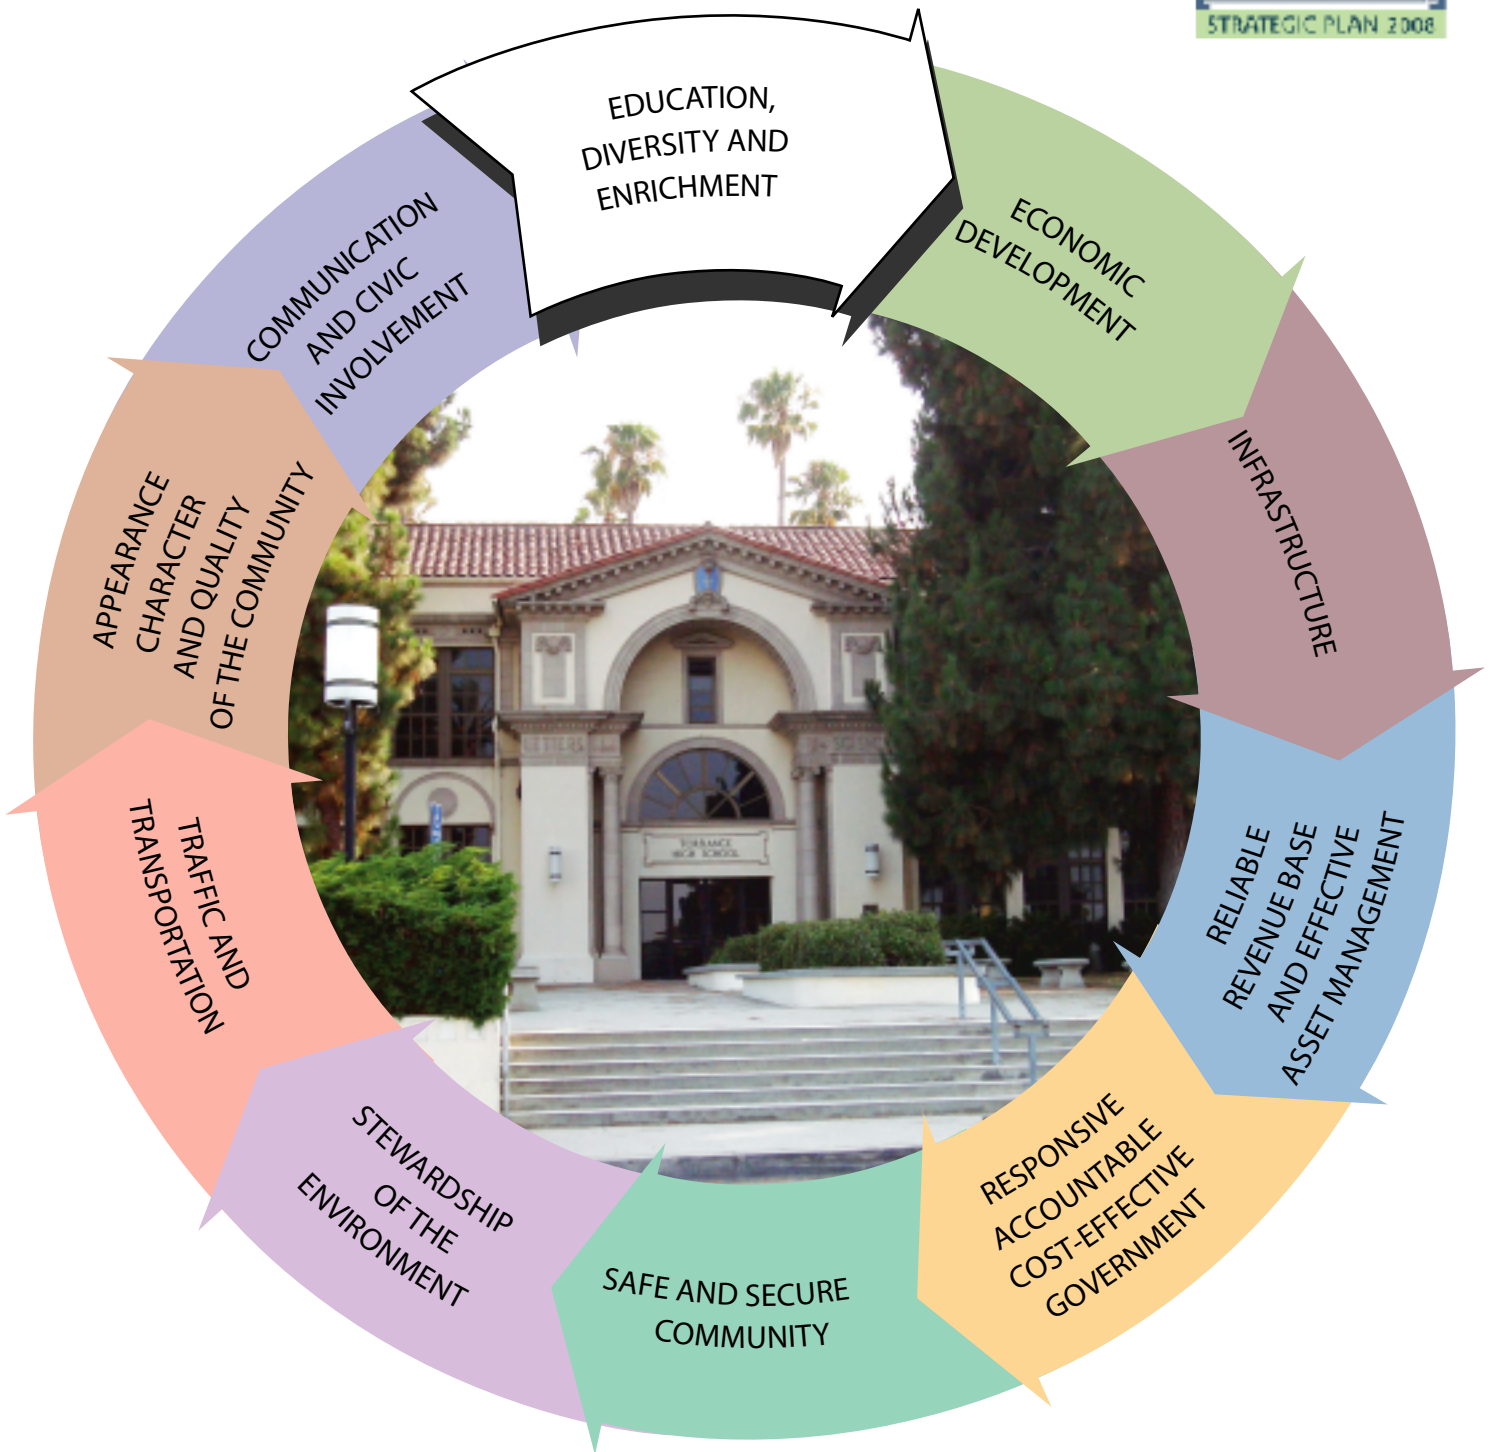 STRATEGIC PLAN 2008
EDUCATION,
DIVERSITY AND
ENRICHMENT
ECONOMIC
DEVELOPMENT
INFRASTRUCTURE
RELIABLE
REVENUE BASE
AND EFFECTIVE
ASSET MANAGEMENT
RESPONSIVE
ACCOUNTABLE
COST-EFFECTIVE
GOVERNMENT
SAFE AND SECURE
COMMUNITY
STEWARDSHIP
OF THE
ENVIRONMENT
TRAFFIC AND
TRANSPORTATION
APPEARANCE
CHARACTER
AND QUALITY
OF THE COMMUNITY
COMMUNICATION
AND CIVIC
INVOLVEMENT
LETTERS
TORRANCE
HIGH SCHOOL